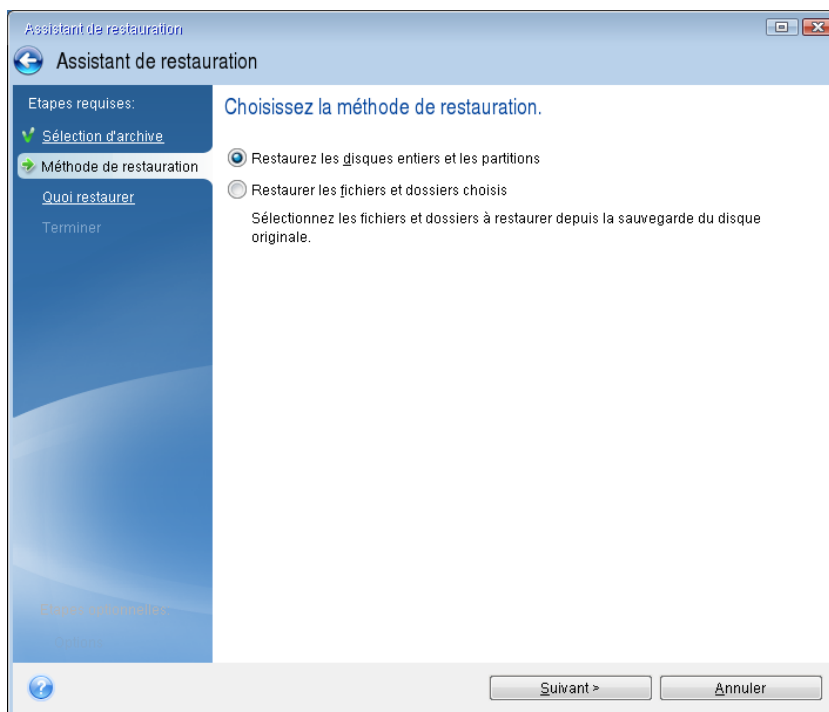 Assistant de restauration
Assistant de restauration
Etapes requises:
Sélection d'archive
Méthode de restauration
Quoi restaurer
Terminer
Choisissez la méthode de restauration.
Restaurez les disques entiers et les partitions
Restaurer les fichiers et dossiers choisis
Sélectionnez les fichiers et dossiers à restaurer depuis la sauvegarde du disque
originale.
Suivant >
Annuler